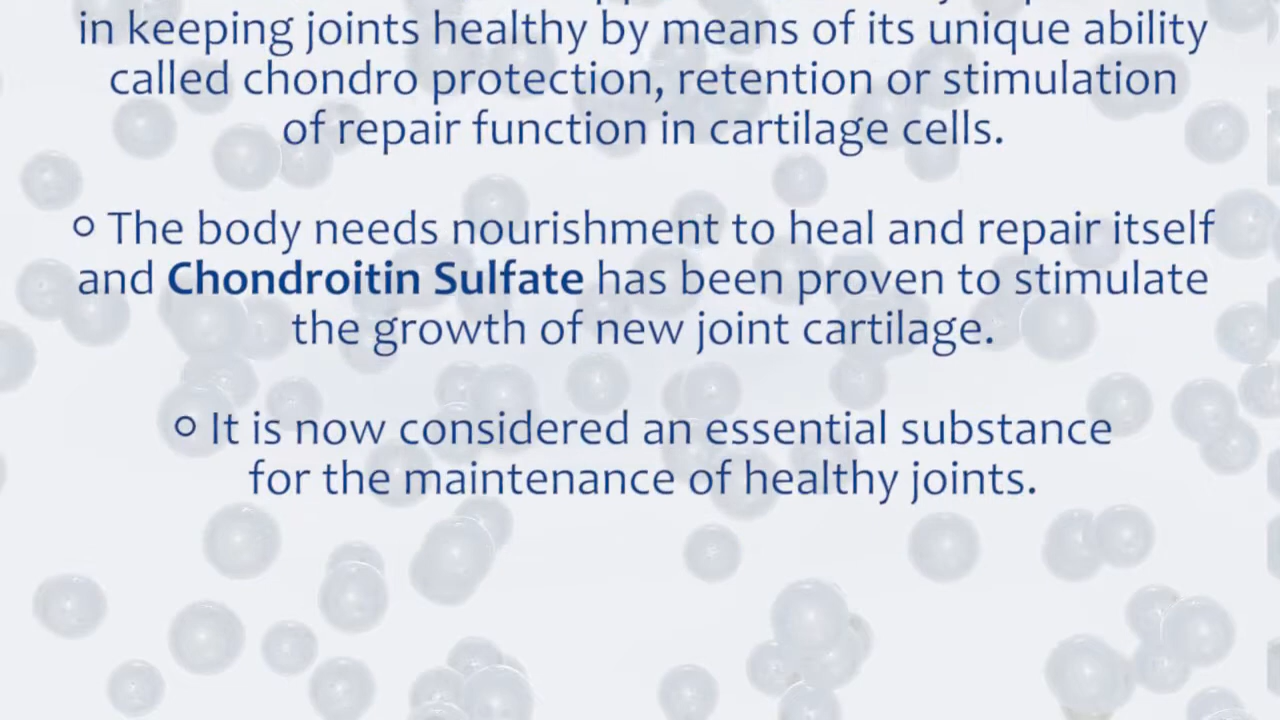 in keeping joints healthy by means of its unique ability
called chondro protection, retention or stimulation
of repair function in cartilage cells.
○ The body needs nourishment to heal and repair itself
and Chondroitin Sulfate has been proven to stimulate
the growth of new joint cartilage.
○ It is now considered an essential substance
for the maintenance of healthy joints.